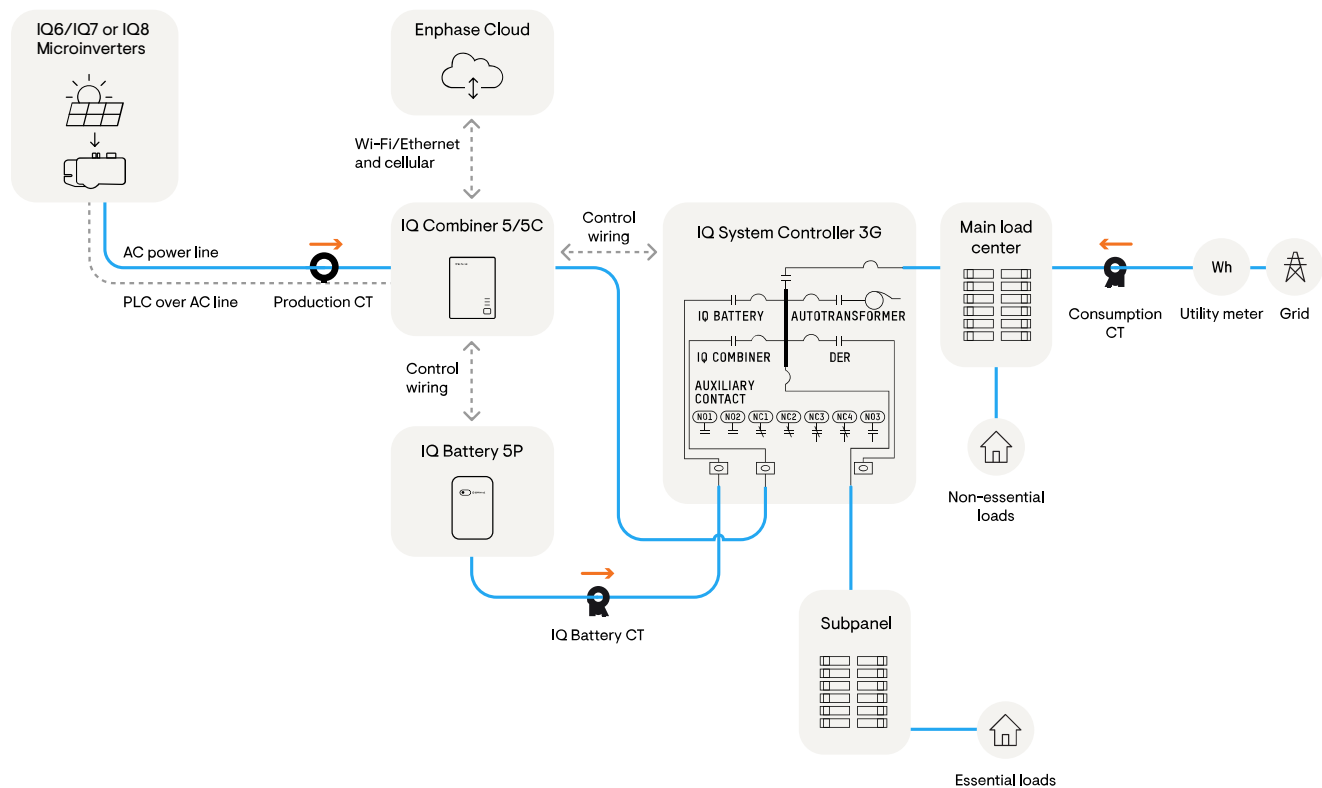 IQ6/IQ7 or IQ8
Microinverters
Enphase Cloud
Wi-Fi/Ethernet
and cellular
AC power line
PLC over AC line
Production CT
IQ Combiner 5/5C
Control
wiring
IQ System Controller 3G
IQ BATTERY
AUTOTRANSFORMER
IQ COMBINER
DER
AUXILIARY
CONTACT
NO1 NO2 NC1 NC2 NC3 NC4 NO3
Main load
center
Consumption
CT
Wh
Utility meter
Grid
Non-essential
loads
Control
wiring
IQ Battery 5P
IQ Battery CT
Subpanel
Essential loads